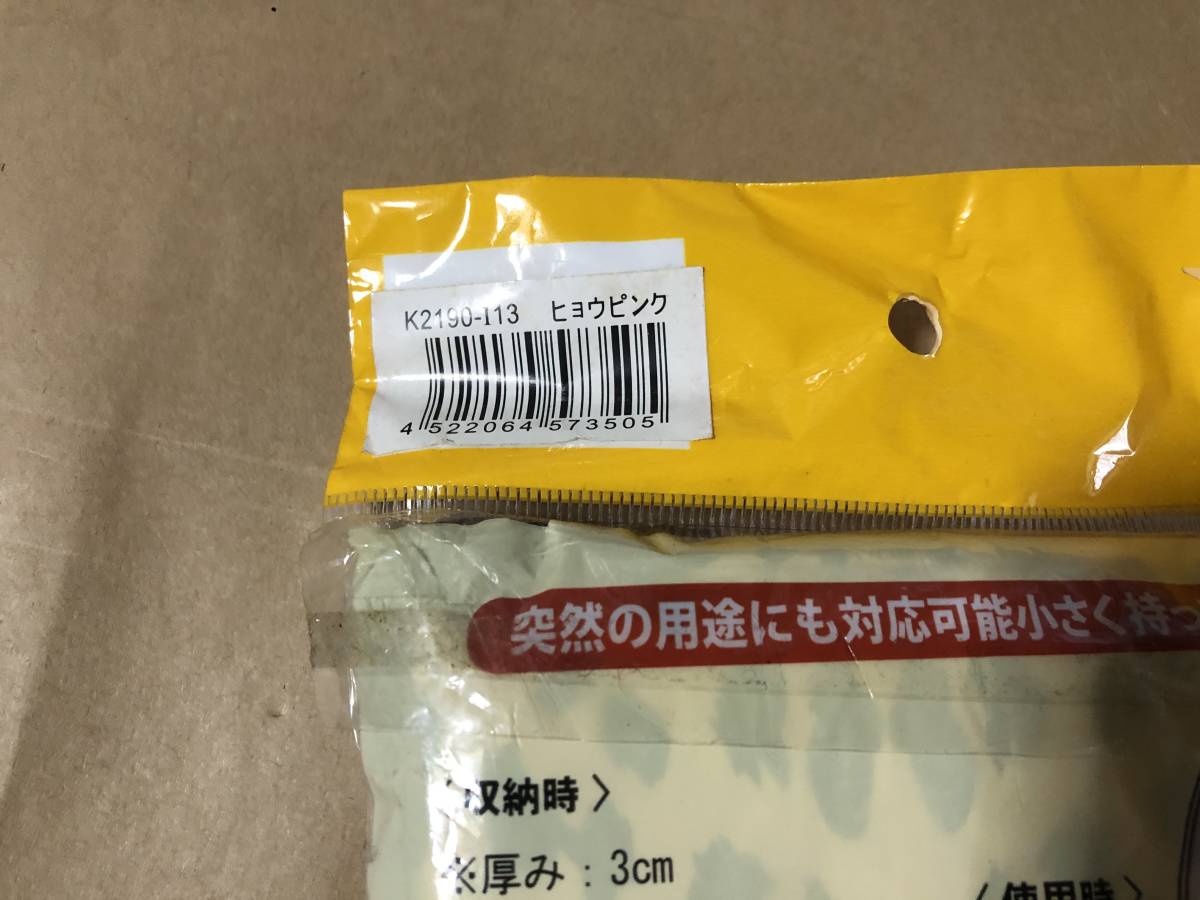 K2190-I13 ヒョウピンク
4 522064 573505
突然の用途にも対応可能小さく持っ
〈収納時〉
※厚み：3cm
〈使用時〉